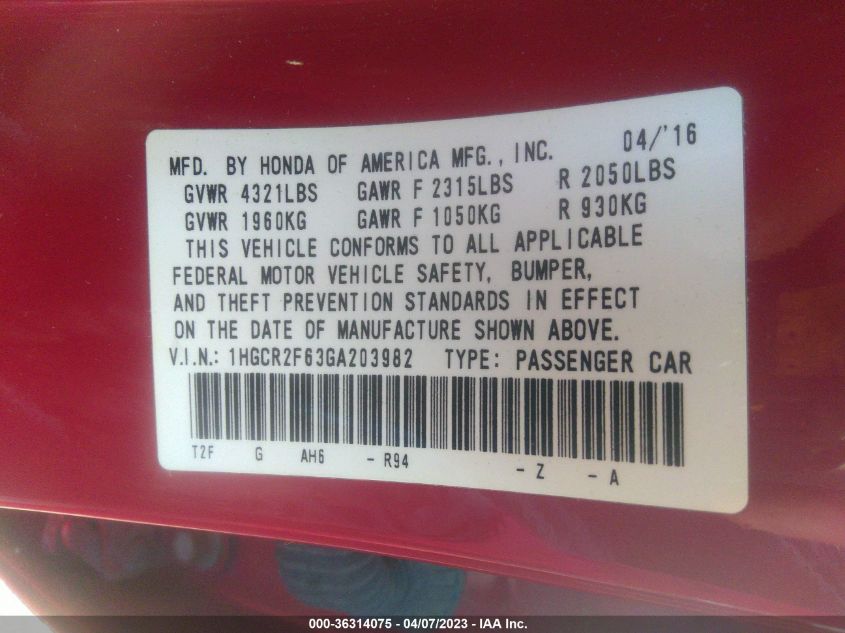 MFD. BY HONDA OF AMERICA MFG., INC. 04/'16
GVWR 4321LBS GAWR F 2315LBS R 2050LBS
GVWR 1960KG GAWR F 1050KG R 930KG
THIS VEHICLE CONFORMS TO ALL APPLICABLE
FEDERAL MOTOR VEHICLE SAFETY, BUMPER,
AND THEFT PREVENTION STANDARDS IN EFFECT
ON THE DATE OF MANUFACTURE SHOWN ABOVE.
V.I.N.: 1HGCR2F63GA203982 TYPE: PASSENGER CAR
T2F G AH6 - R94 - Z - A
000-36314075 - 04/07/2023 - IAA Inc.